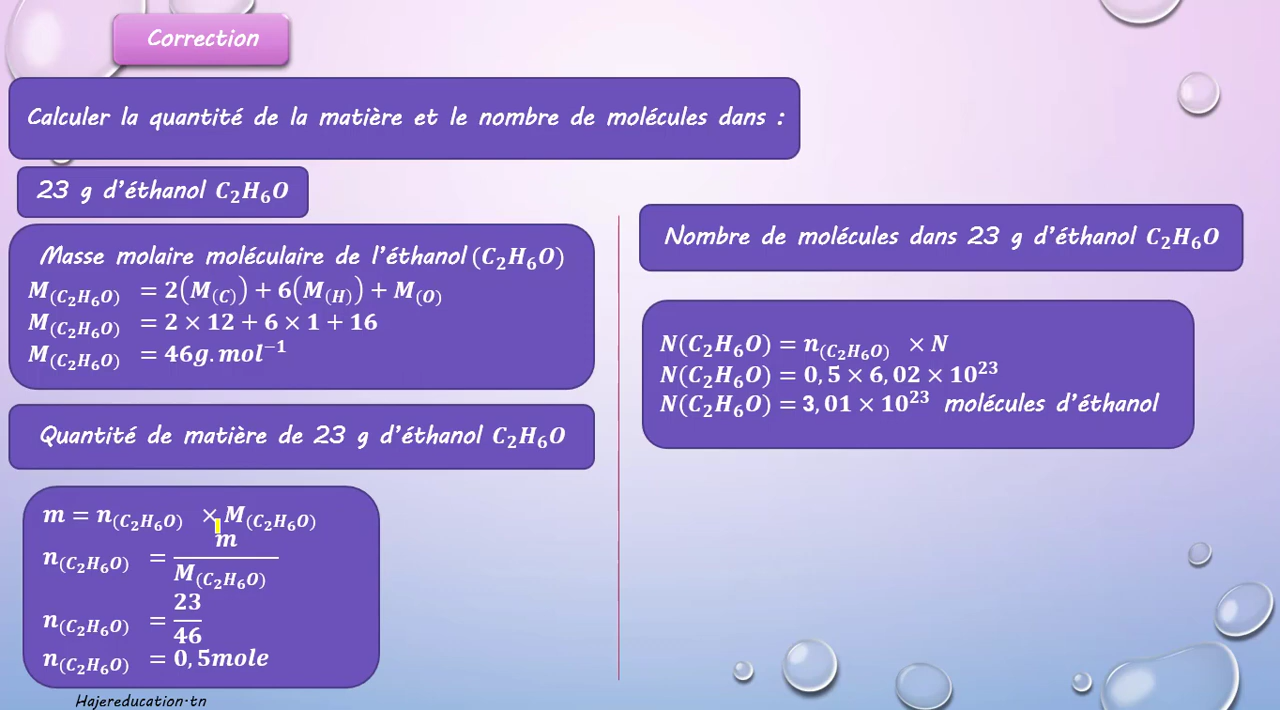 Correction
Calculer la quantité de la matière et le nombre de molécules dans :
23 g d'éthanol C₂H₆O
Masse molaire moléculaire de l'éthanol (C₂H₆O)
M(C₂H₆O) = 2(M(C)) + 6(M(H)) + M(O)
M(C₂H₆O) = 2 × 12 + 6 × 1 + 16
M(C₂H₆O) = 46g.mol⁻¹
Quantité de matière de 23 g d'éthanol C₂H₆O
m = n(C₂H₆O) × M(C₂H₆O)
n(C₂H₆O) = m / M(C₂H₆O)
n(C₂H₆O) = 23 / 46
n(C₂H₆O) = 0,5mole
Nombre de molécules dans 23 g d'éthanol C₂H₆O
N(C₂H₆O) = n(C₂H₆O) × N
N(C₂H₆O) = 0,5 × 6,02 × 10²³
N(C₂H₆O) = 3,01 × 10²³ molécules d'éthanol
Hajereducation.tn